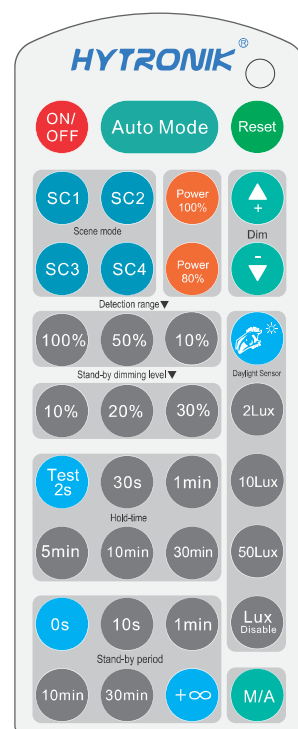 HYTRONIK®
ON/
OFF
Auto Mode
Reset
SC1 SC2
Power
100%
+
Scene mode
Dim
SC3 SC4
Power
80%
-
Detection range▼
100% 50% 10%
Stand-by dimming level▼
Daylight Sensor
10% 20% 30%
2Lux
Test
2s
30s 1min
10Lux
Hold-time
5min 10min 30min
50Lux
0s 10s 1min
Lux
Disable
Stand-by period
10min 30min +∞
M/A